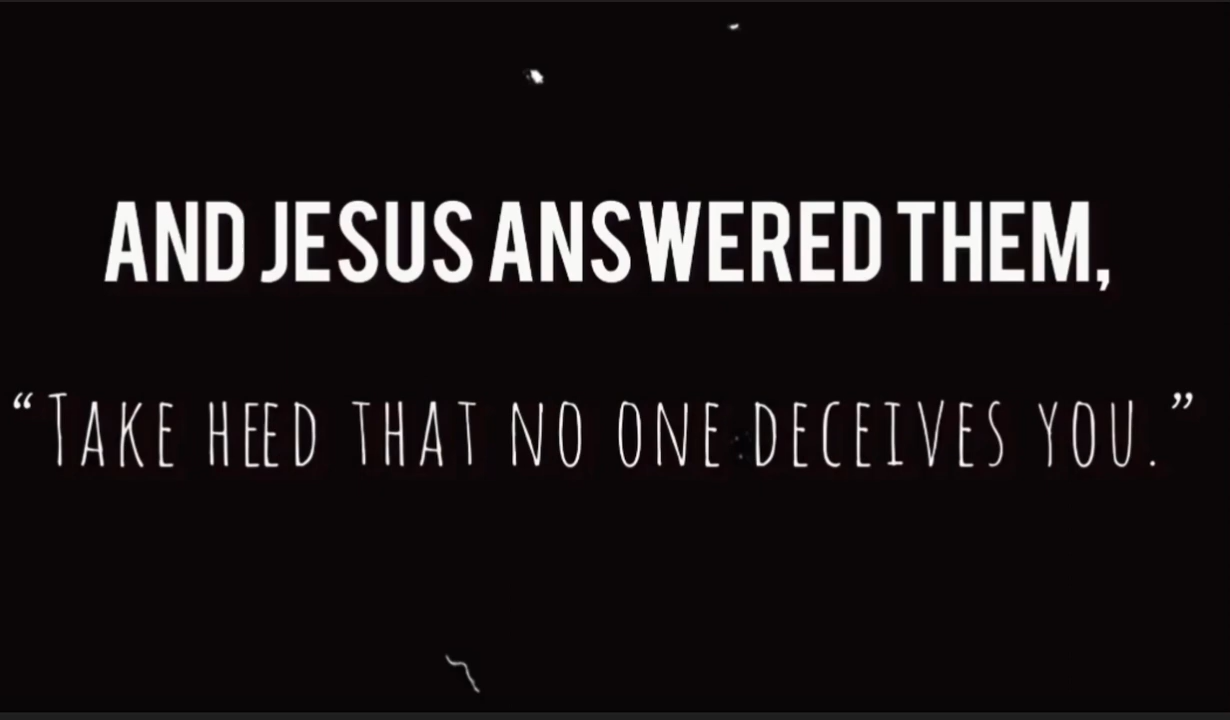 AND JESUS ANSWERED THEM,
“TAKE HEED THAT NO ONE DECEIVES YOU.”